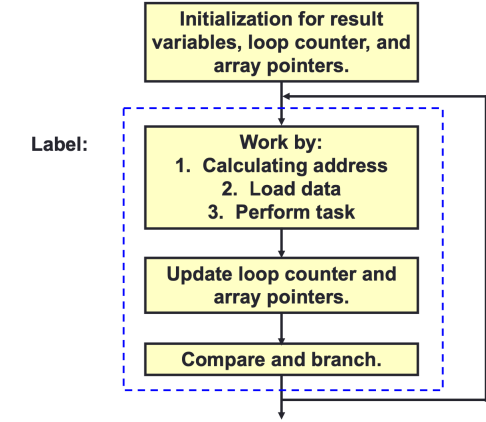 Initialization for result
variables, loop counter, and
array pointers.
Label:
Work by:
1. Calculating address
2. Load data
3. Perform task
Update loop counter and
array pointers.
Compare and branch.